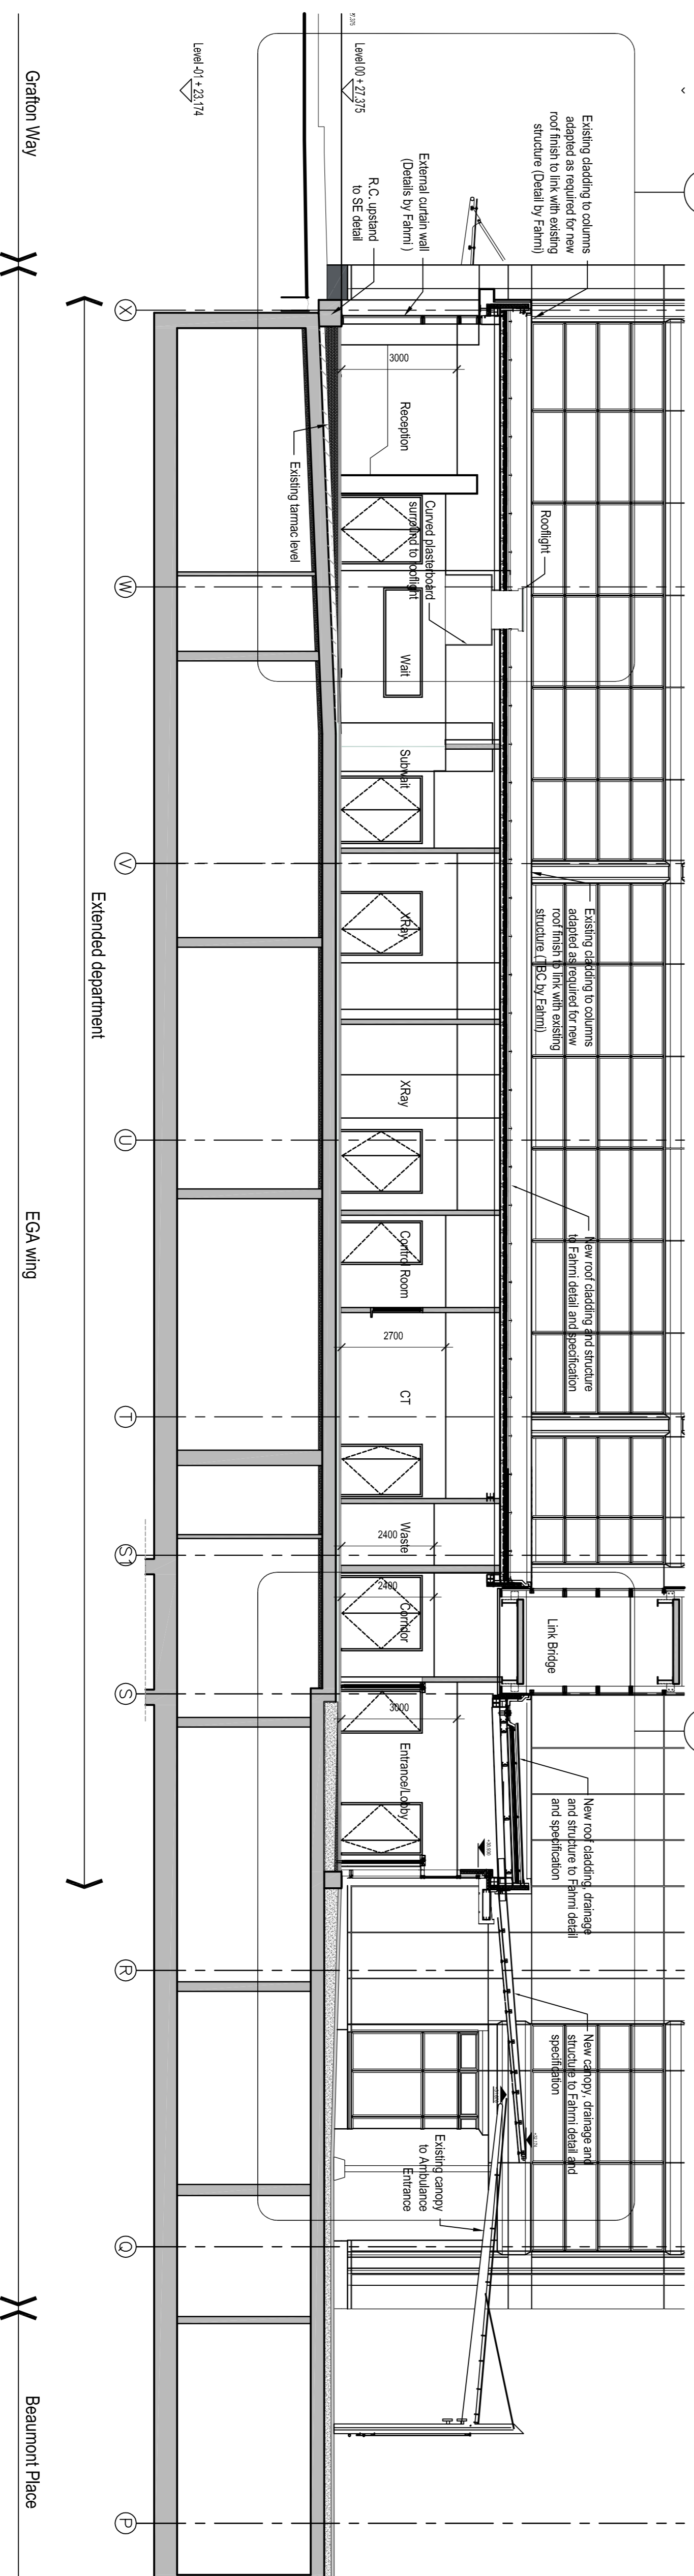 Existing cladding to columns
adapted as required for new
roof finish to link with existing
structure (Detail by Fahrni)
Level 00 + 27.375
Level -01 + 23.174
External curtain wall
(Details by Fahrni )
R.C. upstand
to SE detail
Existing tarmac level
3000
Reception
Rooflight
Curved plasterboard
surround to rooflight
Wait
Subwait
XRay
Existing cladding to columns
adapted as required for new
roof finish to link with existing
structure (TBC by Fahrni)
XRay
New roof cladding and structure
to Fahrni detail and specification
Control Room
2700
CT
2400
Waste
2400
Corridor
Link Bridge
3000
Entrance/Lobby
New roof cladding, drainage
and structure to Fahrni detail
and specification
New canopy, drainage and
structure to Fahrni detail and
specification
Existing canopy
to Ambulance
Entrance
X
W
V
U
T
S1
S
R
Q
P
Extended department
Grafton Way
EGA wing
Beaumont Place